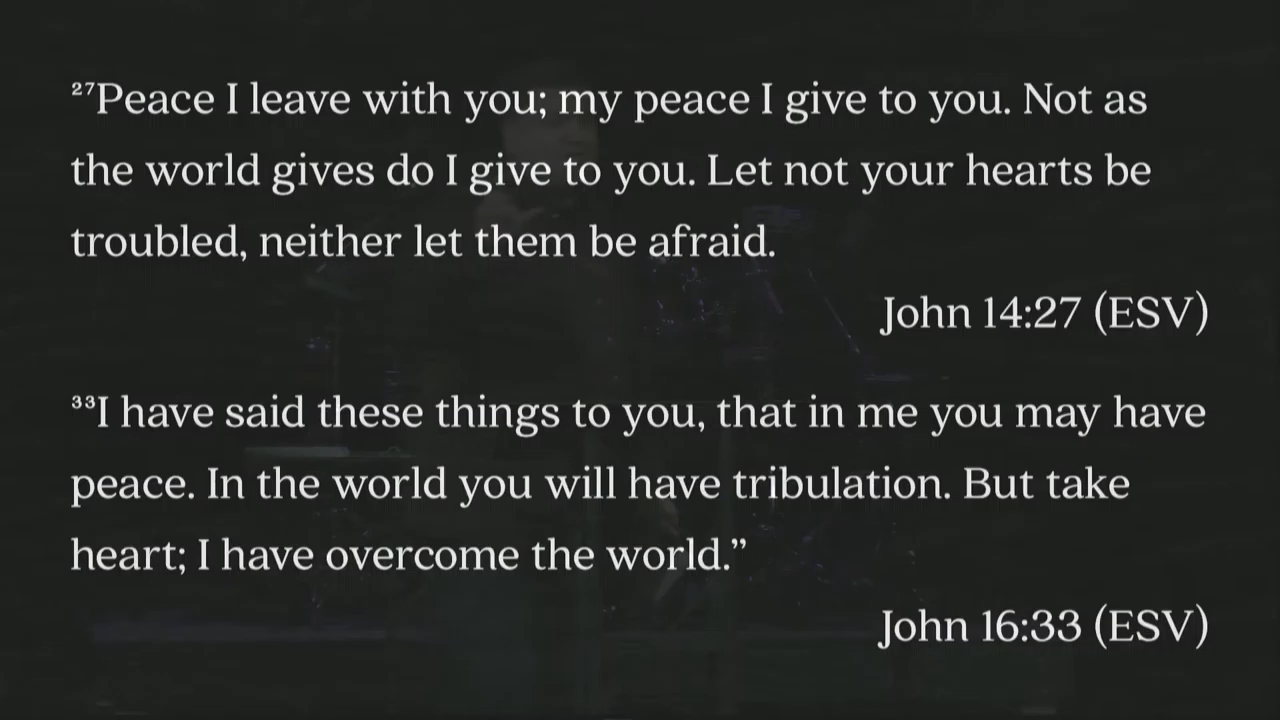 ²⁷Peace I leave with you; my peace I give to you. Not as
the world gives do I give to you. Let not your hearts be
troubled, neither let them be afraid.
John 14:27 (ESV)
³³I have said these things to you, that in me you may have
peace. In the world you will have tribulation. But take
heart; I have overcome the world.”
John 16:33 (ESV)